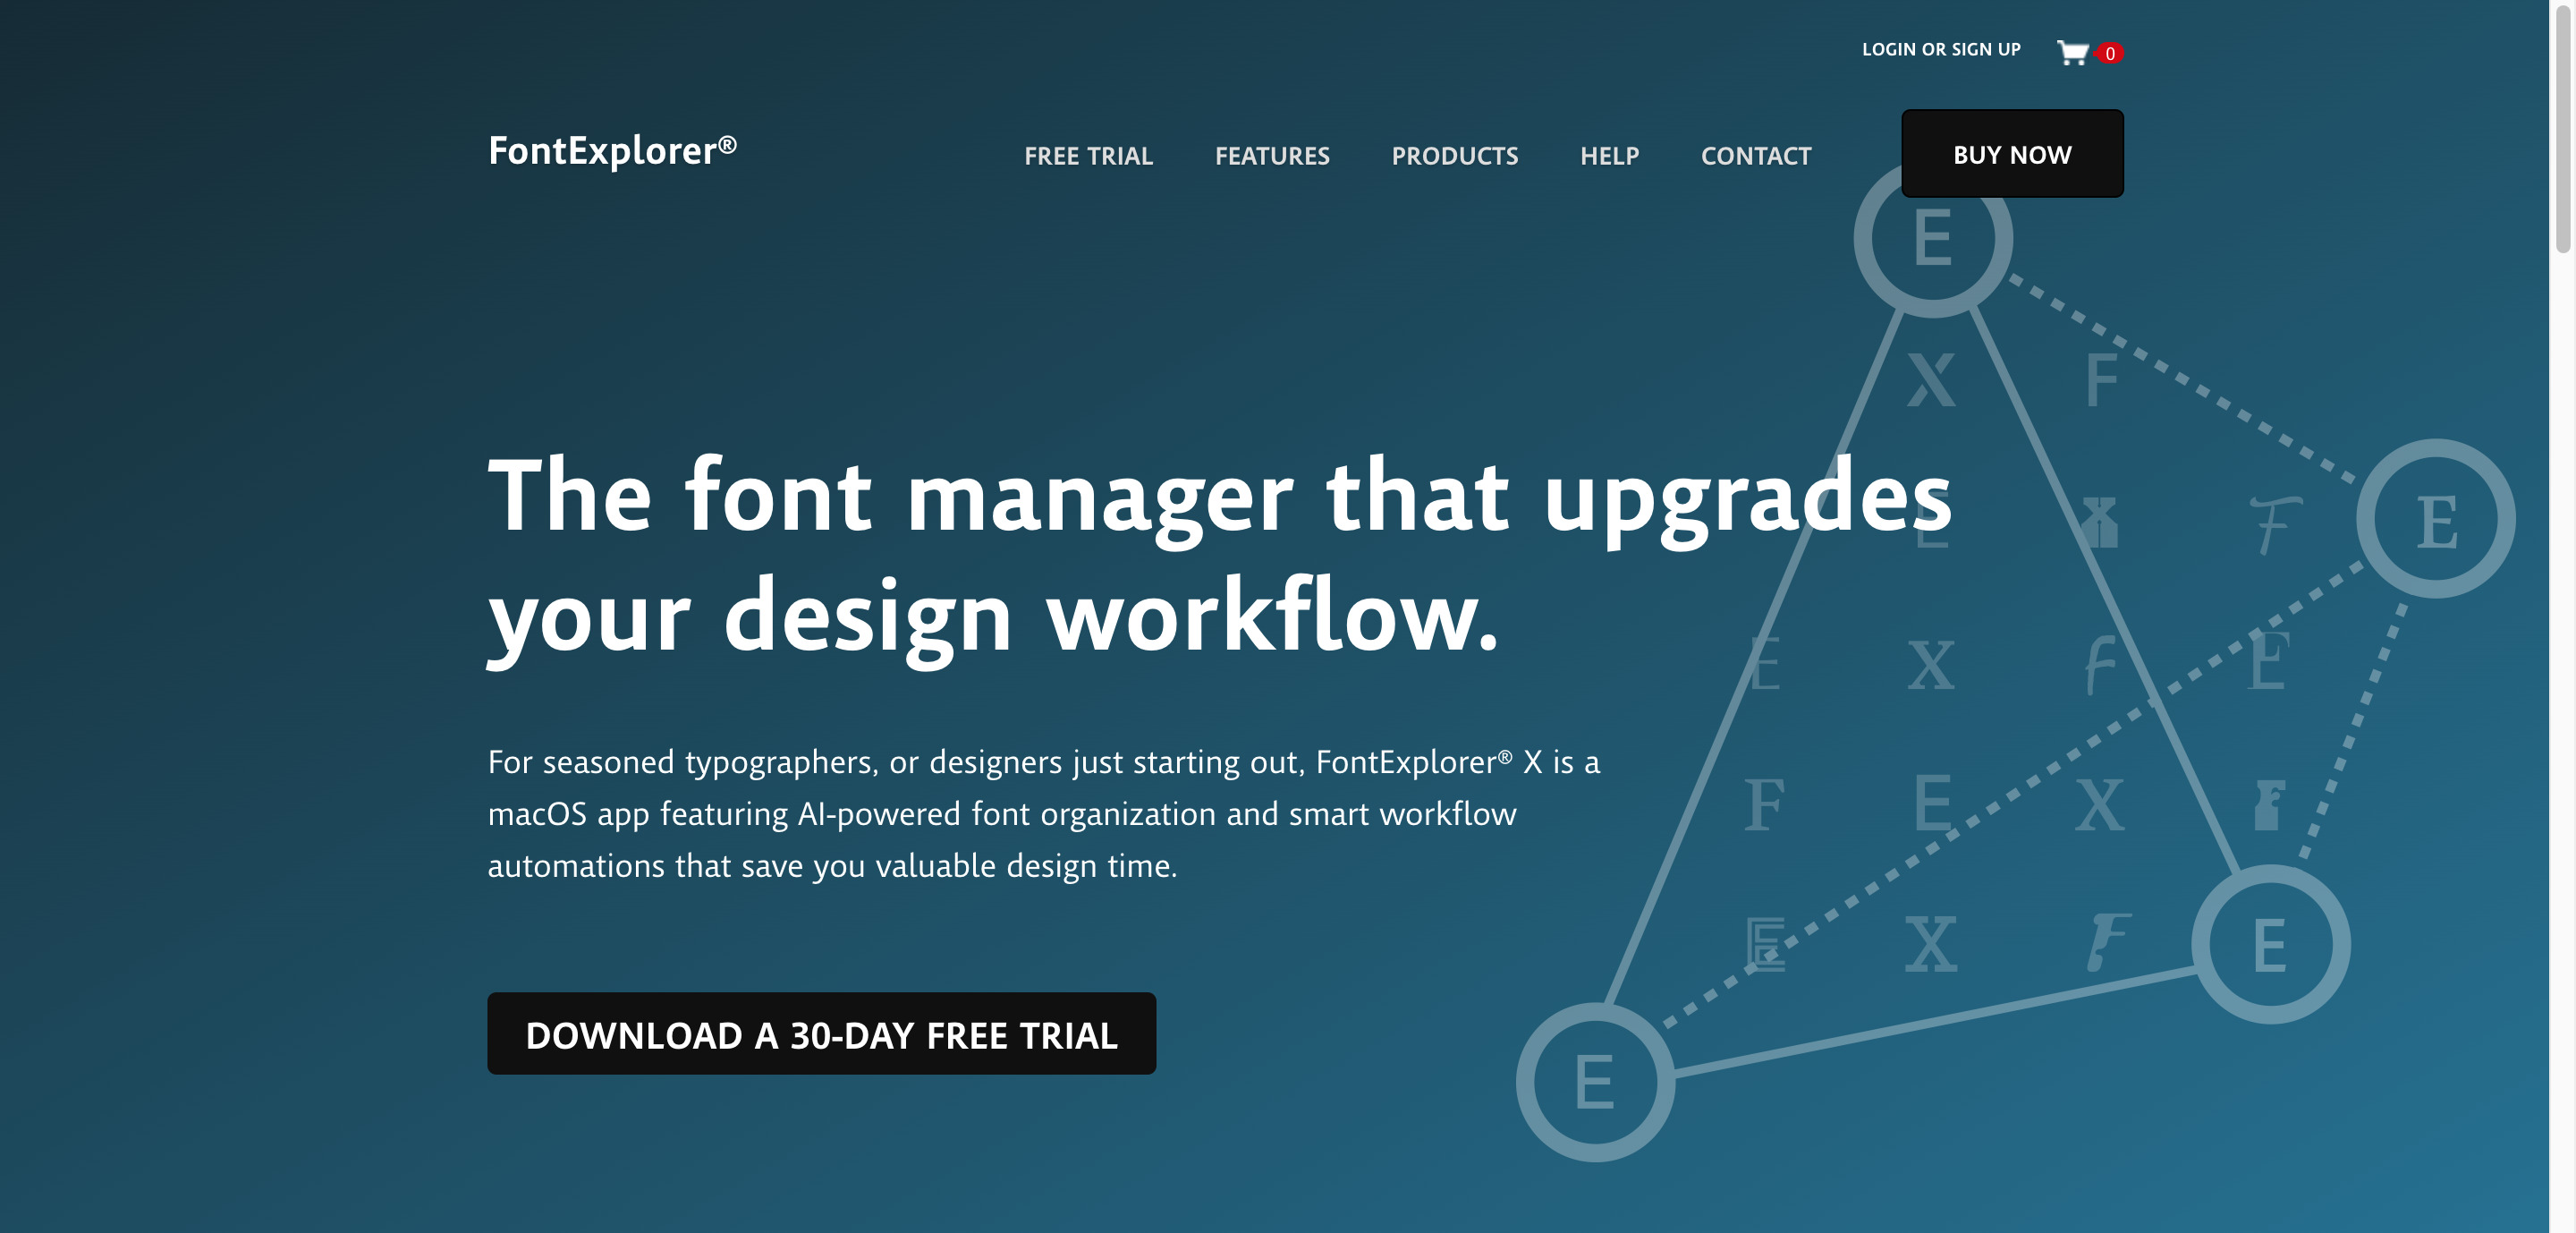 LOGIN OR SIGN UP 0
FontExplorer® FREE TRIAL FEATURES PRODUCTS HELP CONTACT BUY NOW
E
X F
The font manager that upgrades
E X F E
your design workflow.
E X f E
For seasoned typographers, or designers just starting out, FontExplorer® X is a
macOS app featuring AI-powered font organization and smart workflow
F E X F
automations that save you valuable design time.
E X F E
DOWNLOAD A 30-DAY FREE TRIAL
E